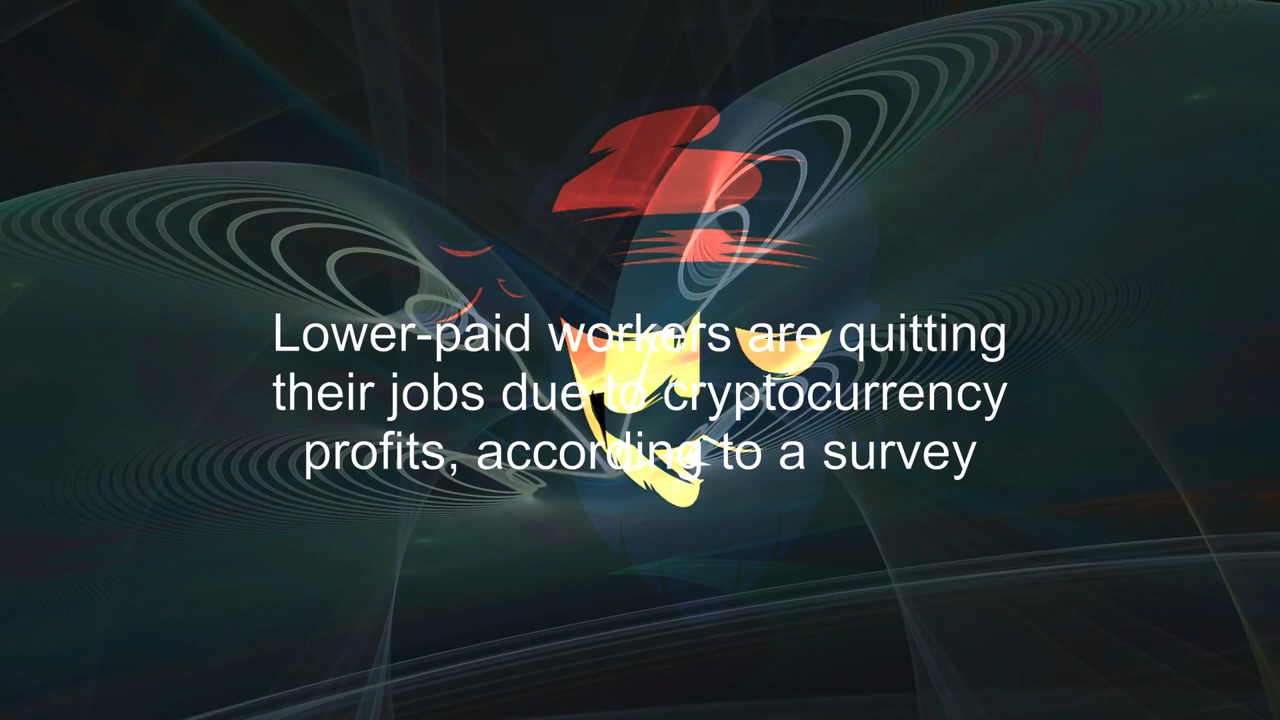 Lower-paid workers are quitting
their jobs due to cryptocurrency
profits, according to a survey